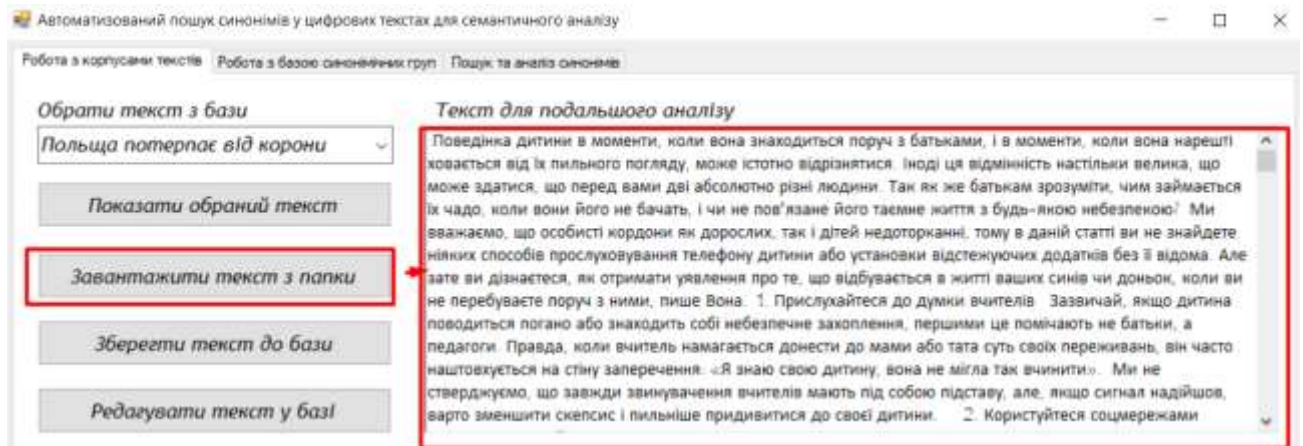 Автоматизований пошук синонімів у цифрових текстах для семантичного аналізу
Робота з корпусами текстів Робота з базою синонімічних груп Пошук та аналіз синонімів
Обрати текст з бази
Польща потерпає від корони
Показати обраний текст
Завантажити текст з папки
Зберегти текст до бази
Редагувати текст у базі
Текст для подальшого аналізу
Поведінка дитини в моменти, коли вона знаходиться поруч з батьками, і в моменти, коли вона нарешті
ховається від їх пильного погляду, може істотно відрізнятися. Іноді ця відмінність настільки велика, що
може здатися, що перед вами дві абсолютно різні людини. Так як же батькам зрозуміти, чим займається
їх чадо, коли вони його не бачать, і чи не пов'язане його таємне життя з будь-якою небезпекою? Ми
вважаємо, що особисті кордони як дорослих, так і дітей недоторканні, тому в даній статті ви не знайдете
ніяких способів прослуховування телефону дитини або установки відстежуючих додатків без її відома. Але
зате ви дізнаєтеся, як отримати уявлення про те, що відбувається в житті ваших синів чи доньок, коли ви
не перебуваєте поруч з ними, пише Вона. 1. Прислухайтеся до думки вчителів Зазвичай, якщо дитина
поводиться погано або знаходить собі небезпечне захоплення, першими це помічають не батьки, а
педагоги. Правда, коли вчитель намагається донести до мами або тата суть своїх переживань, він часто
наштовхується на стіну заперечення. «Я знаю свою дитину, вона не мігла так вчинити». Ми не
стверджуємо, що завжди звинувачення вчителів мають під собою підставу, але, якщо сигнал надійшов,
варто зменшити скепсис і пильніше придивитися до своєї дитини. 2. Користуйтеся соцмережами